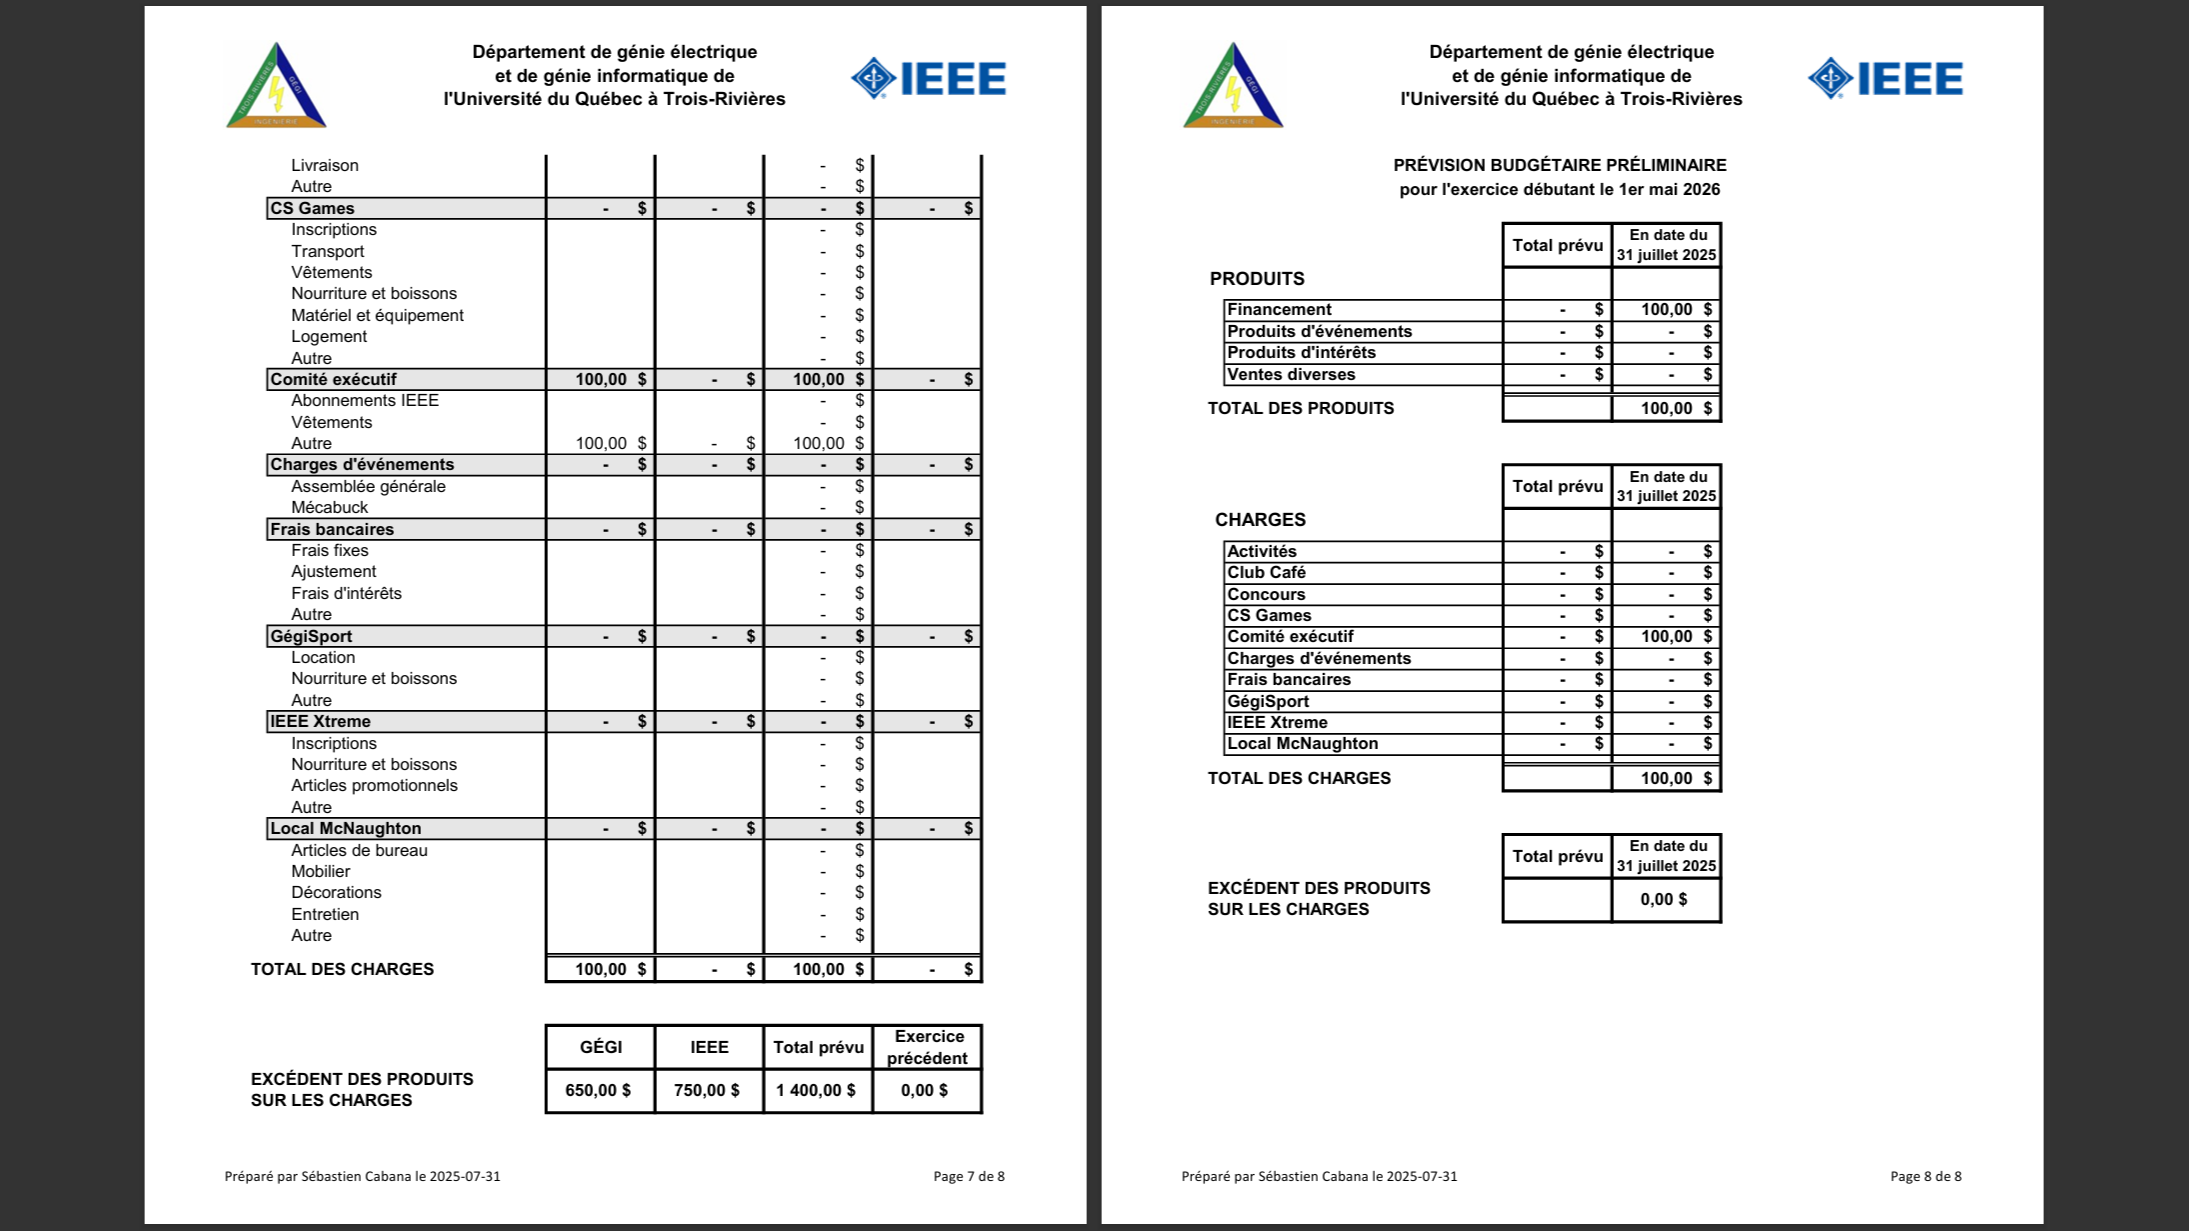 Département de génie électrique
et de génie informatique de
l'Université du Québec à Trois-Rivières
TROIS-RIVIÈRES
GÉGI
INGÉNIERIE
IEEE
Livraison - $
Autre - $
CS Games - $ - $ - $ - $
Inscriptions - $
Transport - $
Vêtements - $
Nourriture et boissons - $
Matériel et équipement - $
Logement - $
Autre - $
Comité exécutif 100,00 $ - $ 100,00 $ - $
Abonnements IEEE - $
Vêtements - $
Autre 100,00 $ - $ 100,00 $
Charges d'événements - $ - $ - $ - $
Assemblée générale - $
Mécabuck - $
Frais bancaires - $ - $ - $ - $
Frais fixes - $
Ajustement - $
Frais d'intérêts - $
Autre - $
GégiSport - $ - $ - $ - $
Location - $
Nourriture et boissons - $
Autre - $
IEEE Xtreme - $ - $ - $ - $
Inscriptions - $
Nourriture et boissons - $
Articles promotionnels - $
Autre - $
Local McNaughton - $ - $ - $ - $
Articles de bureau - $
Mobilier - $
Décorations - $
Entretien - $
Autre - $
TOTAL DES CHARGES 100,00 $ - $ 100,00 $ - $
GÉGI IEEE Total prévu Exercice
précédent
EXCÉDENT DES PRODUITS
SUR LES CHARGES 650,00 $ 750,00 $ 1 400,00 $ 0,00 $
Préparé par Sébastien Cabana le 2025-07-31 Page 7 de 8
Département de génie électrique
et de génie informatique de
l'Université du Québec à Trois-Rivières
TROIS-RIVIÈRES
GÉGI
INGÉNIERIE
IEEE
PRÉVISION BUDGÉTAIRE PRÉLIMINAIRE
pour l'exercice débutant le 1er mai 2026
Total prévu En date du
31 juillet 2025
PRODUITS
Financement - $ 100,00 $
Produits d'événements - $ - $
Produits d'intérêts - $ - $
Ventes diverses - $ - $
TOTAL DES PRODUITS 100,00 $
Total prévu En date du
31 juillet 2025
CHARGES
Activités - $ - $
Club Café - $ - $
Concours - $ - $
CS Games - $ - $
Comité exécutif - $ 100,00 $
Charges d'événements - $ - $
Frais bancaires - $ - $
GégiSport - $ - $
IEEE Xtreme - $ - $
Local McNaughton - $ - $
TOTAL DES CHARGES 100,00 $
Total prévu En date du
31 juillet 2025
EXCÉDENT DES PRODUITS
SUR LES CHARGES 0,00 $
Préparé par Sébastien Cabana le 2025-07-31 Page 8 de 8